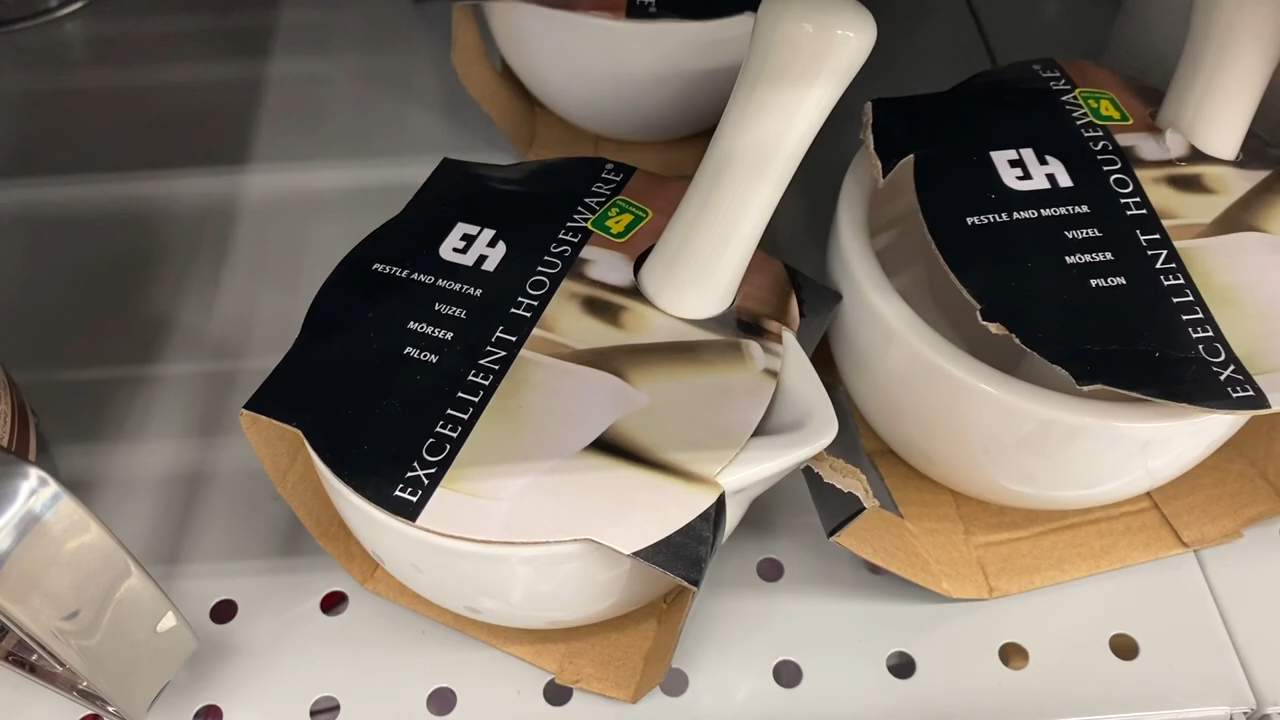 EH
PESTLE AND MORTAR
VIJZEL
MÖRSER
PILON
EXCELLENT HOUSEWARE®
DOLLARAMA
$4
EH
PESTLE AND MORTAR
VIJZEL
MÖRSER
PILON
EXCELLENT HOUSEWARE®
$4